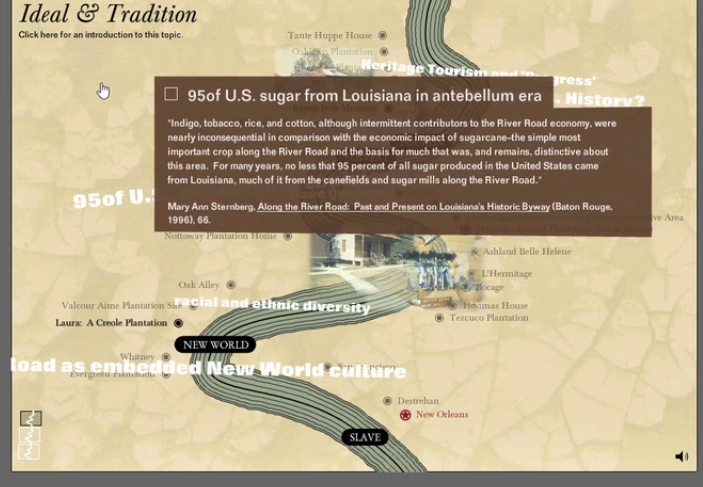 Ideal & Tradition
Click here for an introduction to this topic.
Tante Huppe House
Plantation
Heritage Tourism and 'Progress'
History?
95of U.S. sugar from Louisiana in antebellum era
"Indigo, tobacco, rice, and cotton, although intermittent contributors to the River Road economy, were
nearly inconsequential in comparison with the economic impact of sugarcane–the simple most
important crop along the River Road and the basis for much that was, and remains, distinctive about
this area. For many years, no less that 95 percent of all sugar produced in the United States came
from Louisiana, much of it from the canefields and sugar mills along the River Road."
Mary Ann Sternberg, Along the River Road: Past and Present on Louisiana's Historic Byway (Baton Rouge,
1996), 66.
95of U.S.
Area
Nottoway Plantation Home
Ashland Belle Helene
L'Hermitage
Bocage
Oak Alley
racial and ethnic diversity
Valcour Aime Plantation Site
Houmas House
Tezcuco Plantation
Laura: A Creole Plantation
NEW WORLD
Whitney
Road as embedded New World culture
Evergreen Plantation
Destrehan
New Orleans
SLAVE